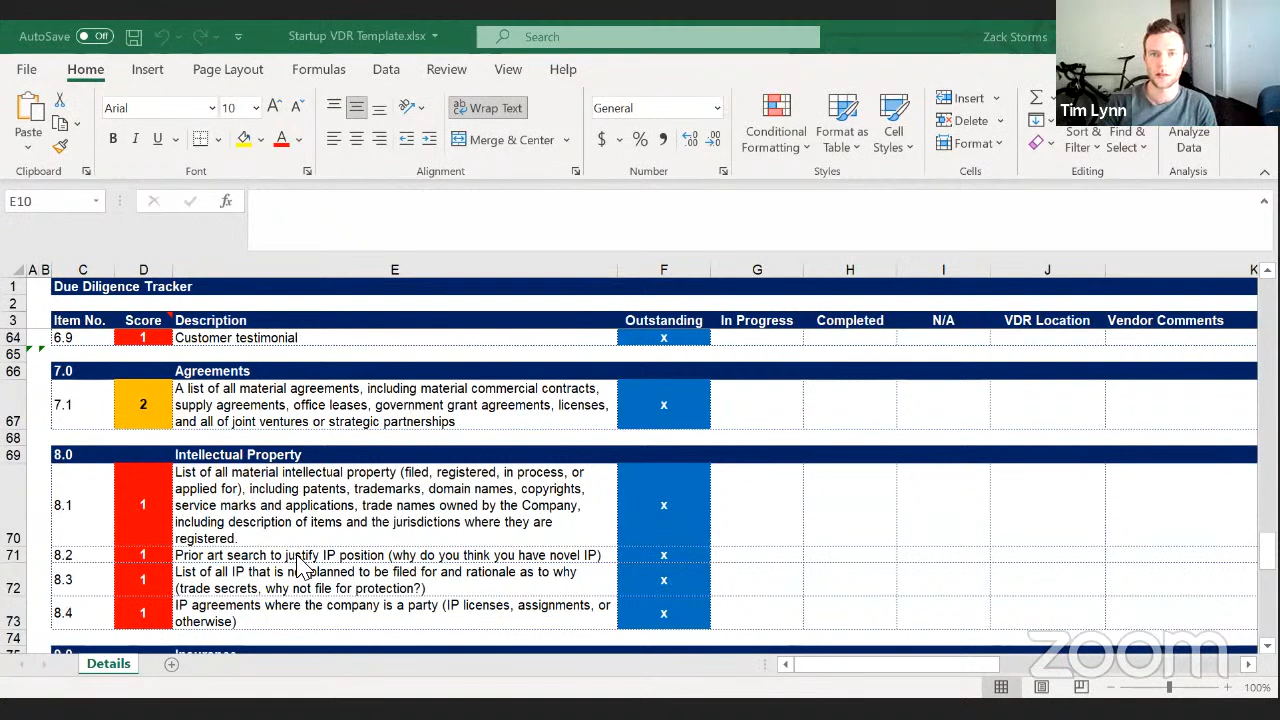 AutoSave Off Startup VDR Template.xlsx Search Zack Storms
File Home Insert Page Layout Formulas Data Review View Help
Tim Lynn
Paste
Arial 10
B I U
Wrap Text
Merge & Center
General
$ %
Conditional Formatting
Format as Table
Cell Styles
Insert
Delete
Format
Sort & Filter
Find & Select
Analyze Data
Clipboard Font Alignment Number Styles Cells Editing Analysis
E10 fx
A B C D E F G H I J K
1 Due Diligence Tracker
2
3 Item No. Score Description Outstanding In Progress Completed N/A VDR Location Vendor Comments
64 6.9 1 Customer testimonial x
65
66 7.0 Agreements
67 7.1 2 A list of all material agreements, including material commercial contracts,
supply agreements, office leases, government grant agreements, licenses, x
and all of joint ventures or strategic partnerships
68
69 8.0 Intellectual Property
70 8.1 1 List of all material intellectual property (filed, registered, in process, or
applied for), including patents, trademarks, domain names, copyrights,
service marks and applications, trade names owned by the Company, x
including description of items and the jurisdictions where they are
registered.
71 8.2 1 Prior art search to justify IP position (why do you think you have novel IP) x
72 8.3 1 List of all IP that is not planned to be filed for and rationale as to why x
(trade secrets, why not file for protection?)
73 8.4 1 IP agreements where the company is a party (IP licenses, assignments, or x
otherwise)
74
Details
zoom
100%